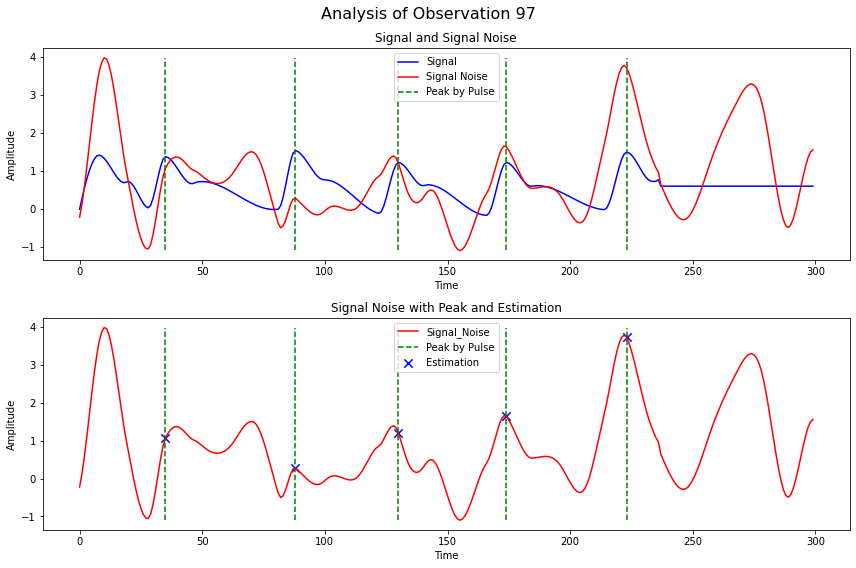 Analysis of Observation 97
Signal and Signal Noise
Signal
Signal Noise
Peak by Pulse
Amplitude
4
3
2
1
0
−1
0 50 100 150 200 250 300
Time
Signal Noise with Peak and Estimation
Signal_Noise
Peak by Pulse
Estimation
Amplitude
4
3
2
1
0
−1
0 50 100 150 200 250 300
Time